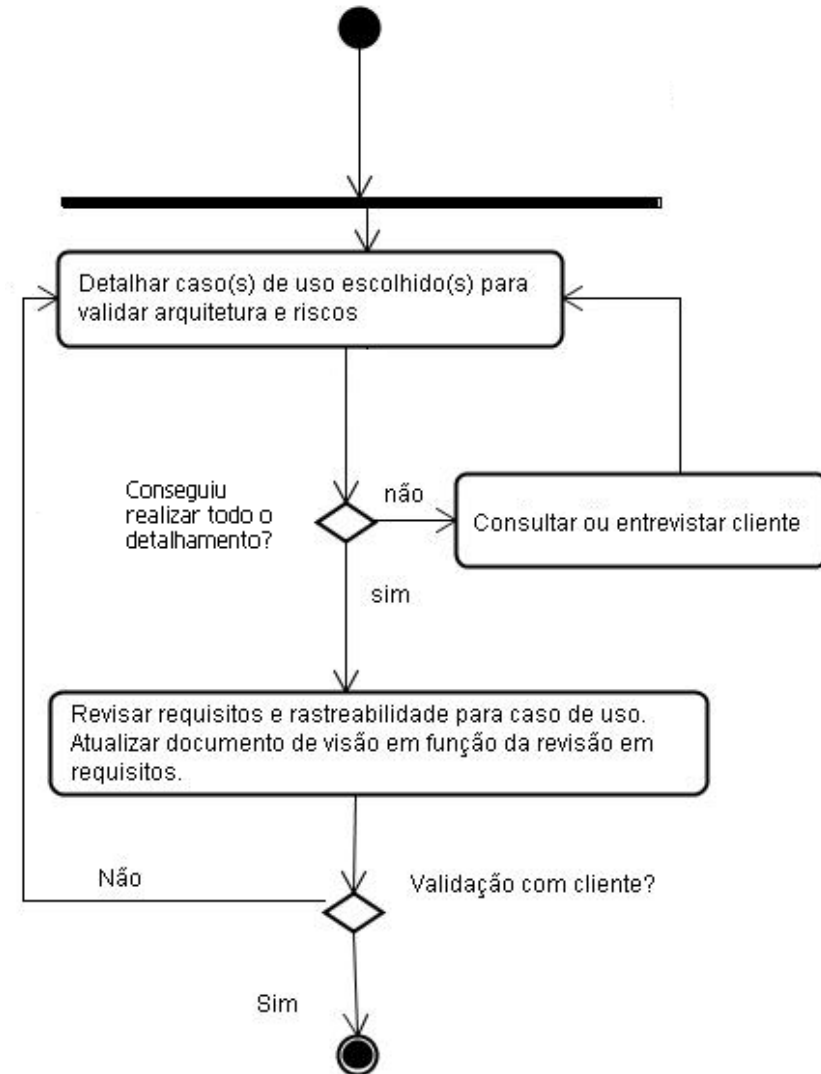 Detalhar caso(s) de uso escolhido(s) para
validar arquitetura e riscos
Conseguiu
realizar todo o
detalhamento?
não
Consultar ou entrevistar cliente
sim
Revisar requisitos e rastreabilidade para caso de uso.
Atualizar documento de visão em função da revisão em
requisitos.
Não
Validação com cliente?
Sim